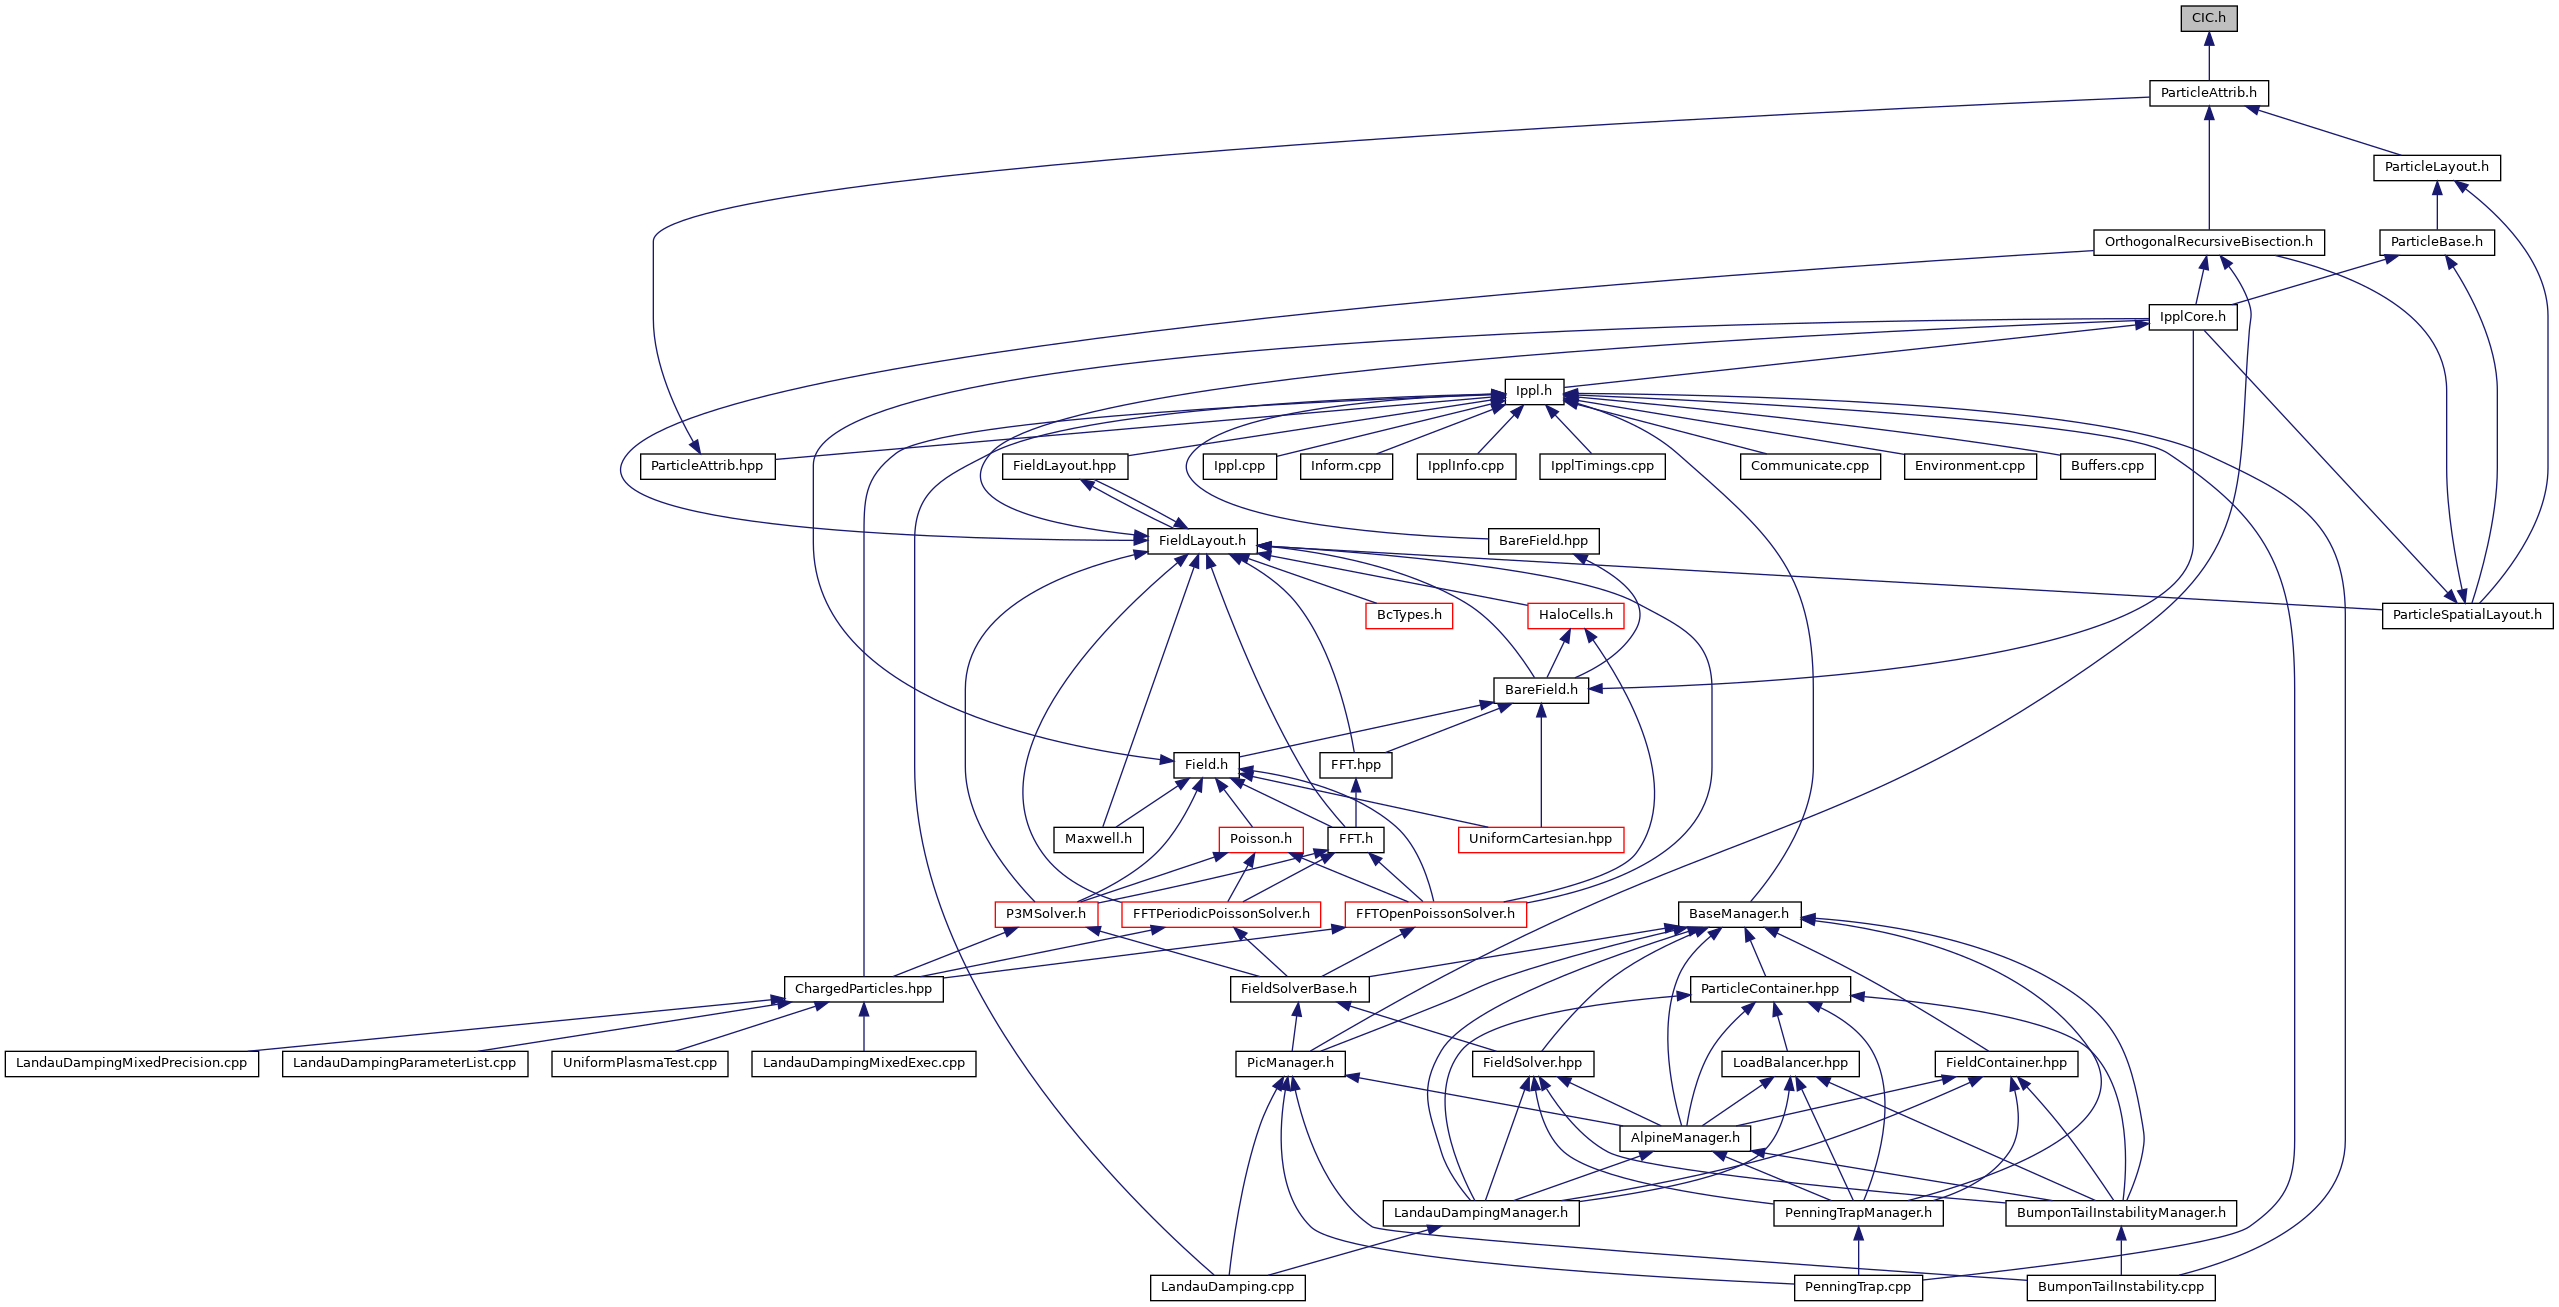 CIC.h
ParticleAttrib.h
ParticleLayout.h
OrthogonalRecursiveBisection.h
ParticleBase.h
IpplCore.h
Ippl.h
ParticleAttrib.hpp
FieldLayout.hpp
Ippl.cpp
Inform.cpp
IpplInfo.cpp
IpplTimings.cpp
Communicate.cpp
Environment.cpp
Buffers.cpp
FieldLayout.h
BareField.hpp
BcTypes.h
HaloCells.h
ParticleSpatialLayout.h
BareField.h
Field.h
FFT.hpp
Maxwell.h
Poisson.h
FFT.h
UniformCartesian.hpp
P3MSolver.h
FFTPeriodicPoissonSolver.h
FFTOpenPoissonSolver.h
BaseManager.h
ChargedParticles.hpp
FieldSolverBase.h
ParticleContainer.hpp
LandauDampingMixedPrecision.cpp
LandauDampingParameterList.cpp
UniformPlasmaTest.cpp
LandauDampingMixedExec.cpp
PicManager.h
FieldSolver.hpp
LoadBalancer.hpp
FieldContainer.hpp
AlpineManager.h
LandauDampingManager.h
PenningTrapManager.h
BumponTailInstabilityManager.h
LandauDamping.cpp
PenningTrap.cpp
BumponTailInstability.cpp